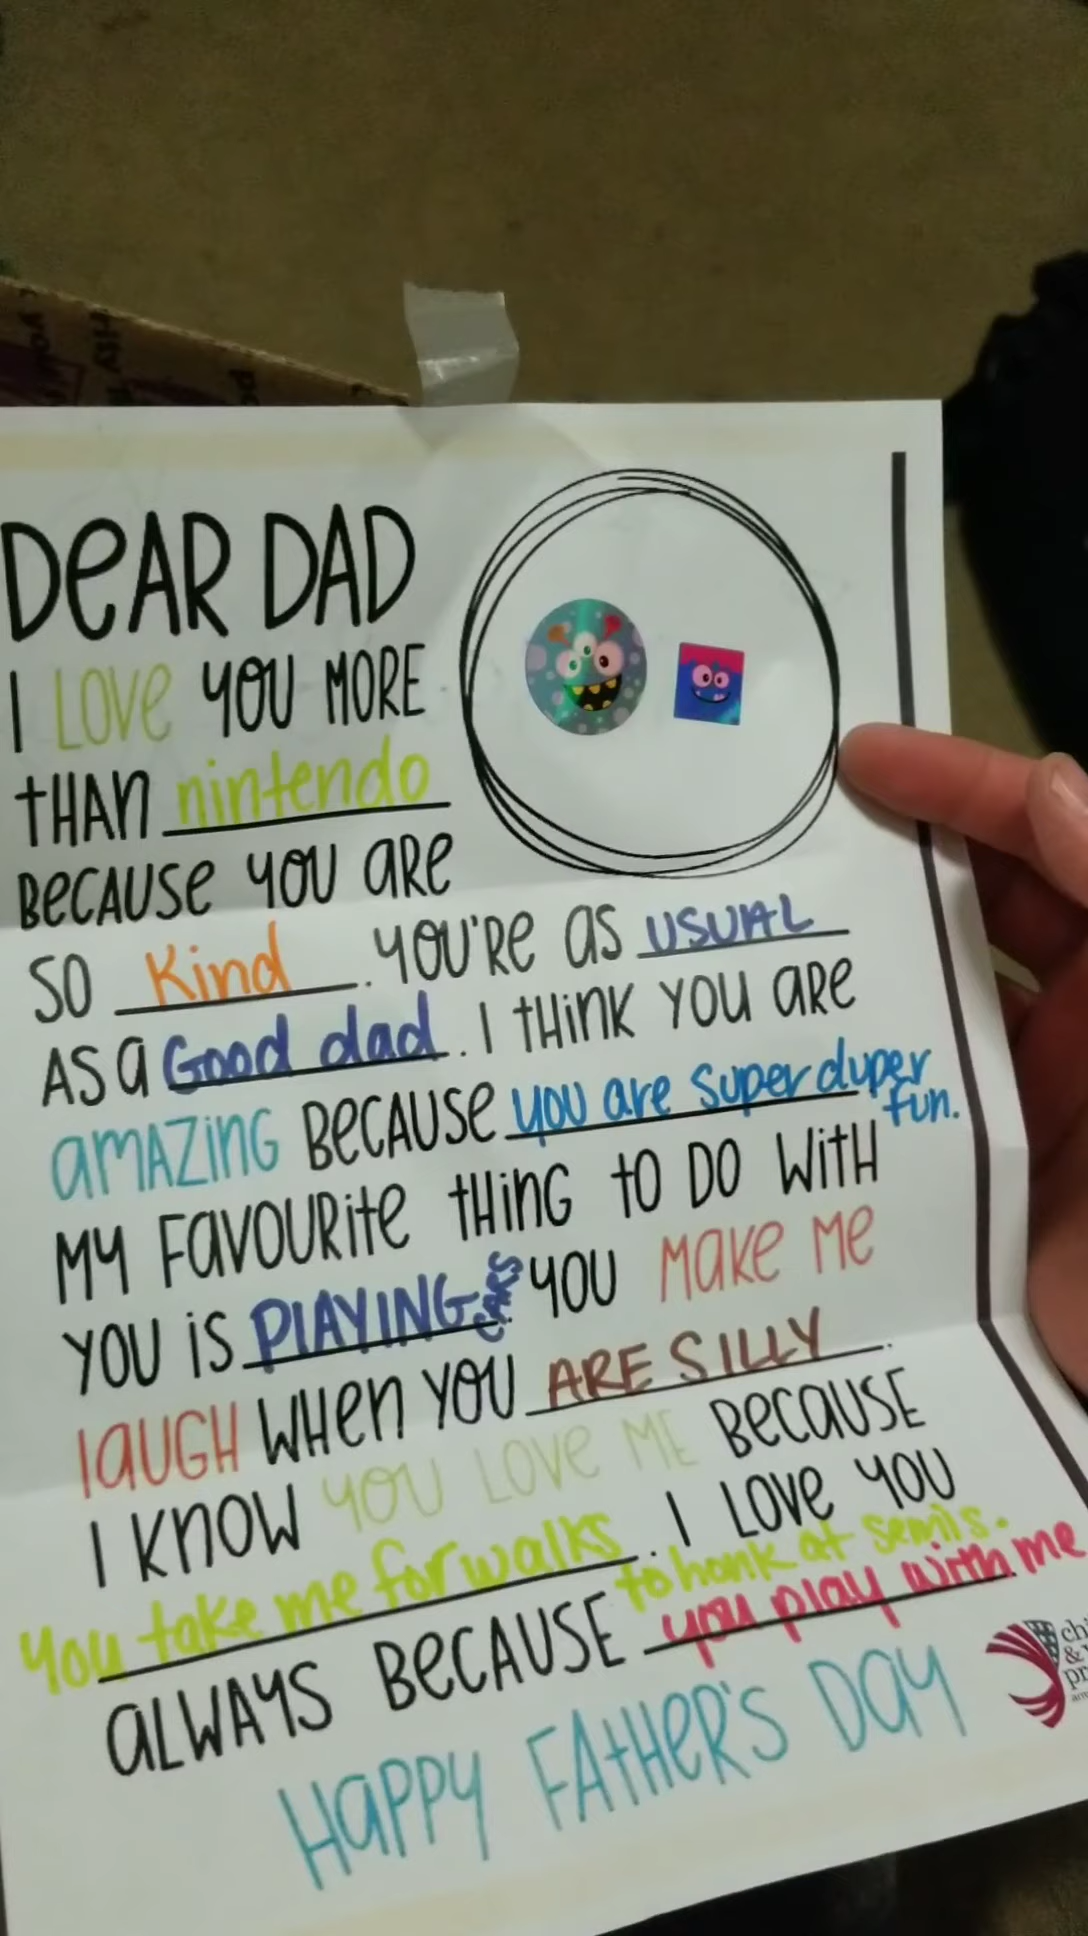 DeAR DAD
I LOVe YOU MORE
tHAn nintendo
BeCAUSe YOU ARe
SO Kind . YOU'Re as USUAL
AS a Good dad . I tHinK YOU aRe
aMAZinG BeCAUSe you are super duper
fun.
MY FavOURite tHinG tO DO WitH
YOU iS PlAYING CARS. YOU MaKe Me
laUGH WHen YOU ARE SILLY .
I KnOW YOU LOVe ME BeCaUSe
You take me for walks . I LOVe YOU
to honk at semis.
aLWAYS BeCAUSE you play with me
HaPPY FAtHeR'S DaY